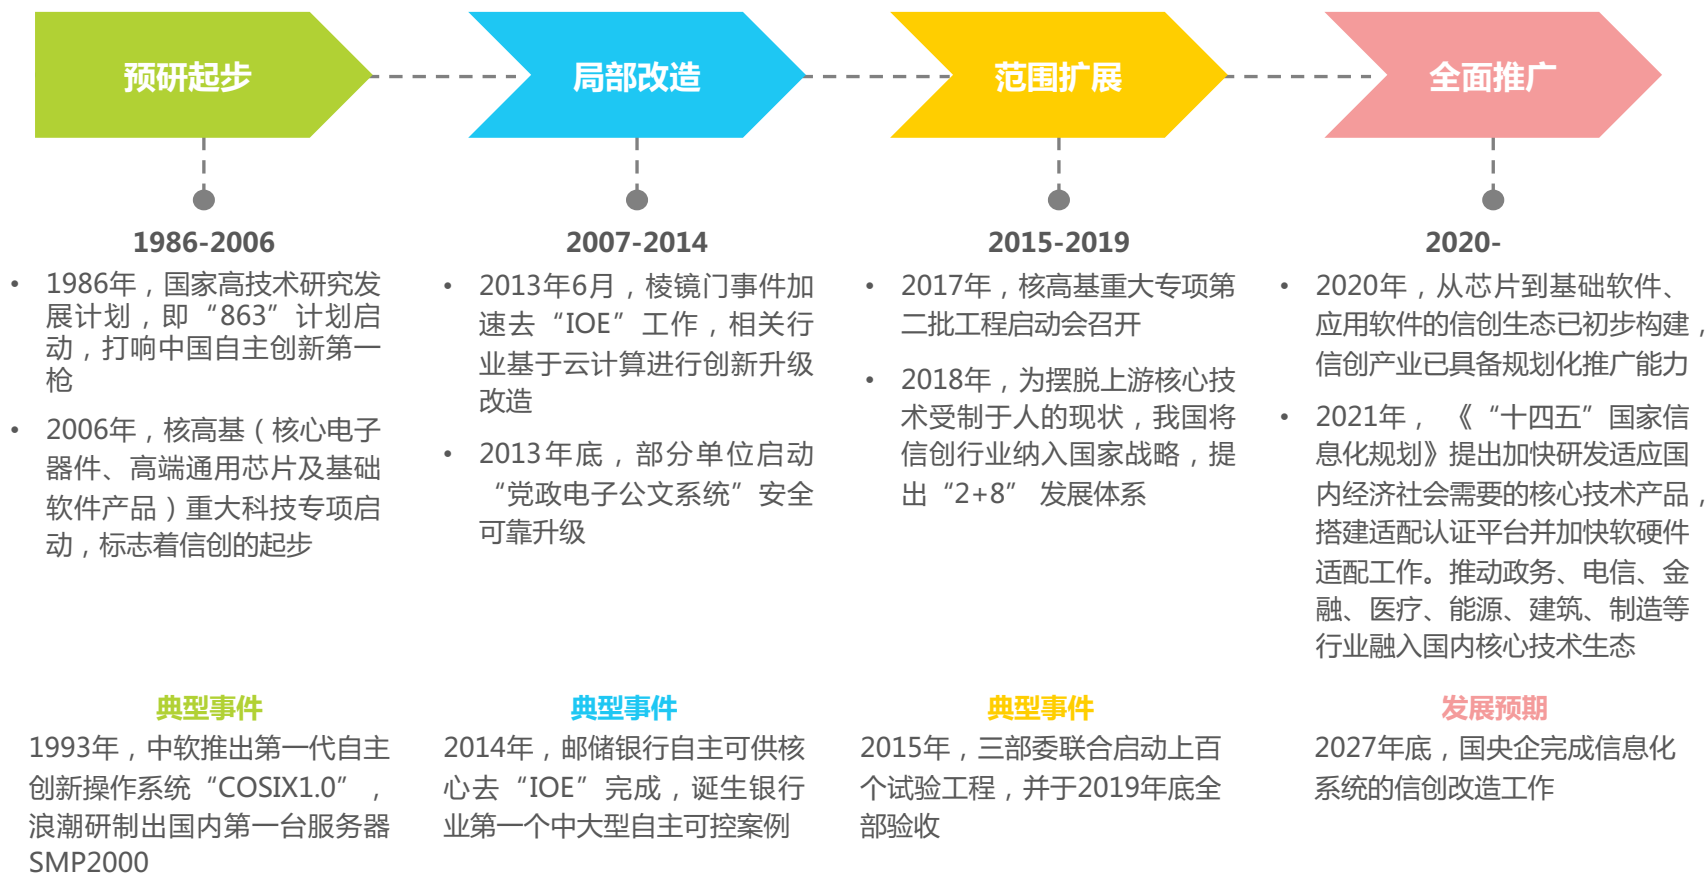 预研起步
局部改造
范围扩展
全面推广
1986-2006
• 1986年，国家高技术研究发
展计划，即“863”计划启
动，打响中国自主创新第一
枪
• 2006年，核高基（核心电子
器件、高端通用芯片及基础
软件产品）重大科技专项启
动，标志着信创的起步
2007-2014
• 2013年6月，棱镜门事件加
速去“IOE”工作，相关行
业基于云计算进行创新升级
改造
• 2013年底，部分单位启动
“党政电子公文系统”安全
可靠升级
2015-2019
• 2017年，核高基重大专项第
二批工程启动会召开
• 2018年，为摆脱上游核心技
术受制于人的现状，我国将
信创行业纳入国家战略，提
出“2+8” 发展体系
2020-
• 2020年，从芯片到基础软件、
应用软件的信创生态已初步构建，
信创产业已具备规划化推广能力
• 2021年， 《“十四五”国家信
息化规划》提出加快研发适应国
内经济社会需要的核心技术产品，
搭建适配认证平台并加快软硬件
适配工作。推动政务、电信、金
融、医疗、能源、建筑、制造等
行业融入国内核心技术生态
典型事件
1993年，中软推出第一代自主
创新操作系统“COSIX1.0”，
浪潮研制出国内第一台服务器
SMP2000
典型事件
2014年，邮储银行自主可供核
心去“IOE”完成，诞生银行
业第一个中大型自主可控案例
典型事件
2015年，三部委联合启动上百
个试验工程，并于2019年底全
部验收
发展预期
2027年底，国央企完成信息化
系统的信创改造工作